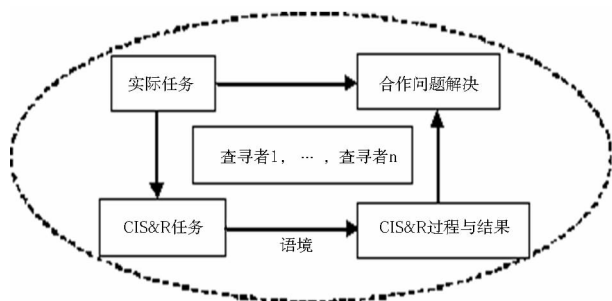 实际任务
合作问题解决
查寻者1, … ,查寻者n
CIS&R任务
语境
CIS&R过程与结果